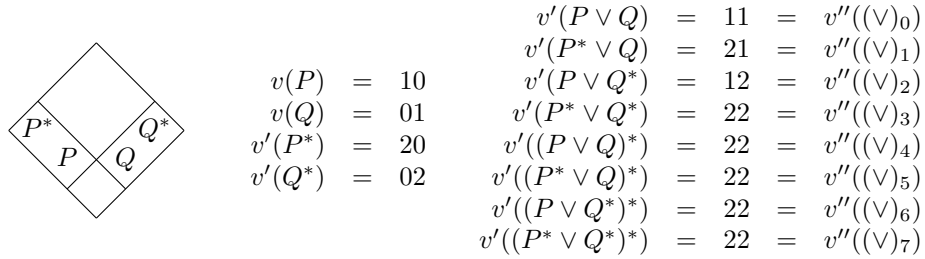 P* Q*
P Q
v(P) = 10
v(Q) = 01
v′(P*) = 20
v′(Q*) = 02
v′(P ∨ Q) = 11 = v″((∨)₀)
v′(P* ∨ Q) = 21 = v″((∨)₁)
v′(P ∨ Q*) = 12 = v″((∨)₂)
v′(P* ∨ Q*) = 22 = v″((∨)₃)
v′((P ∨ Q)*) = 22 = v″((∨)₄)
v′((P* ∨ Q)*) = 22 = v″((∨)₅)
v′((P ∨ Q*)*) = 22 = v″((∨)₆)
v′((P* ∨ Q*)*) = 22 = v″((∨)₇)